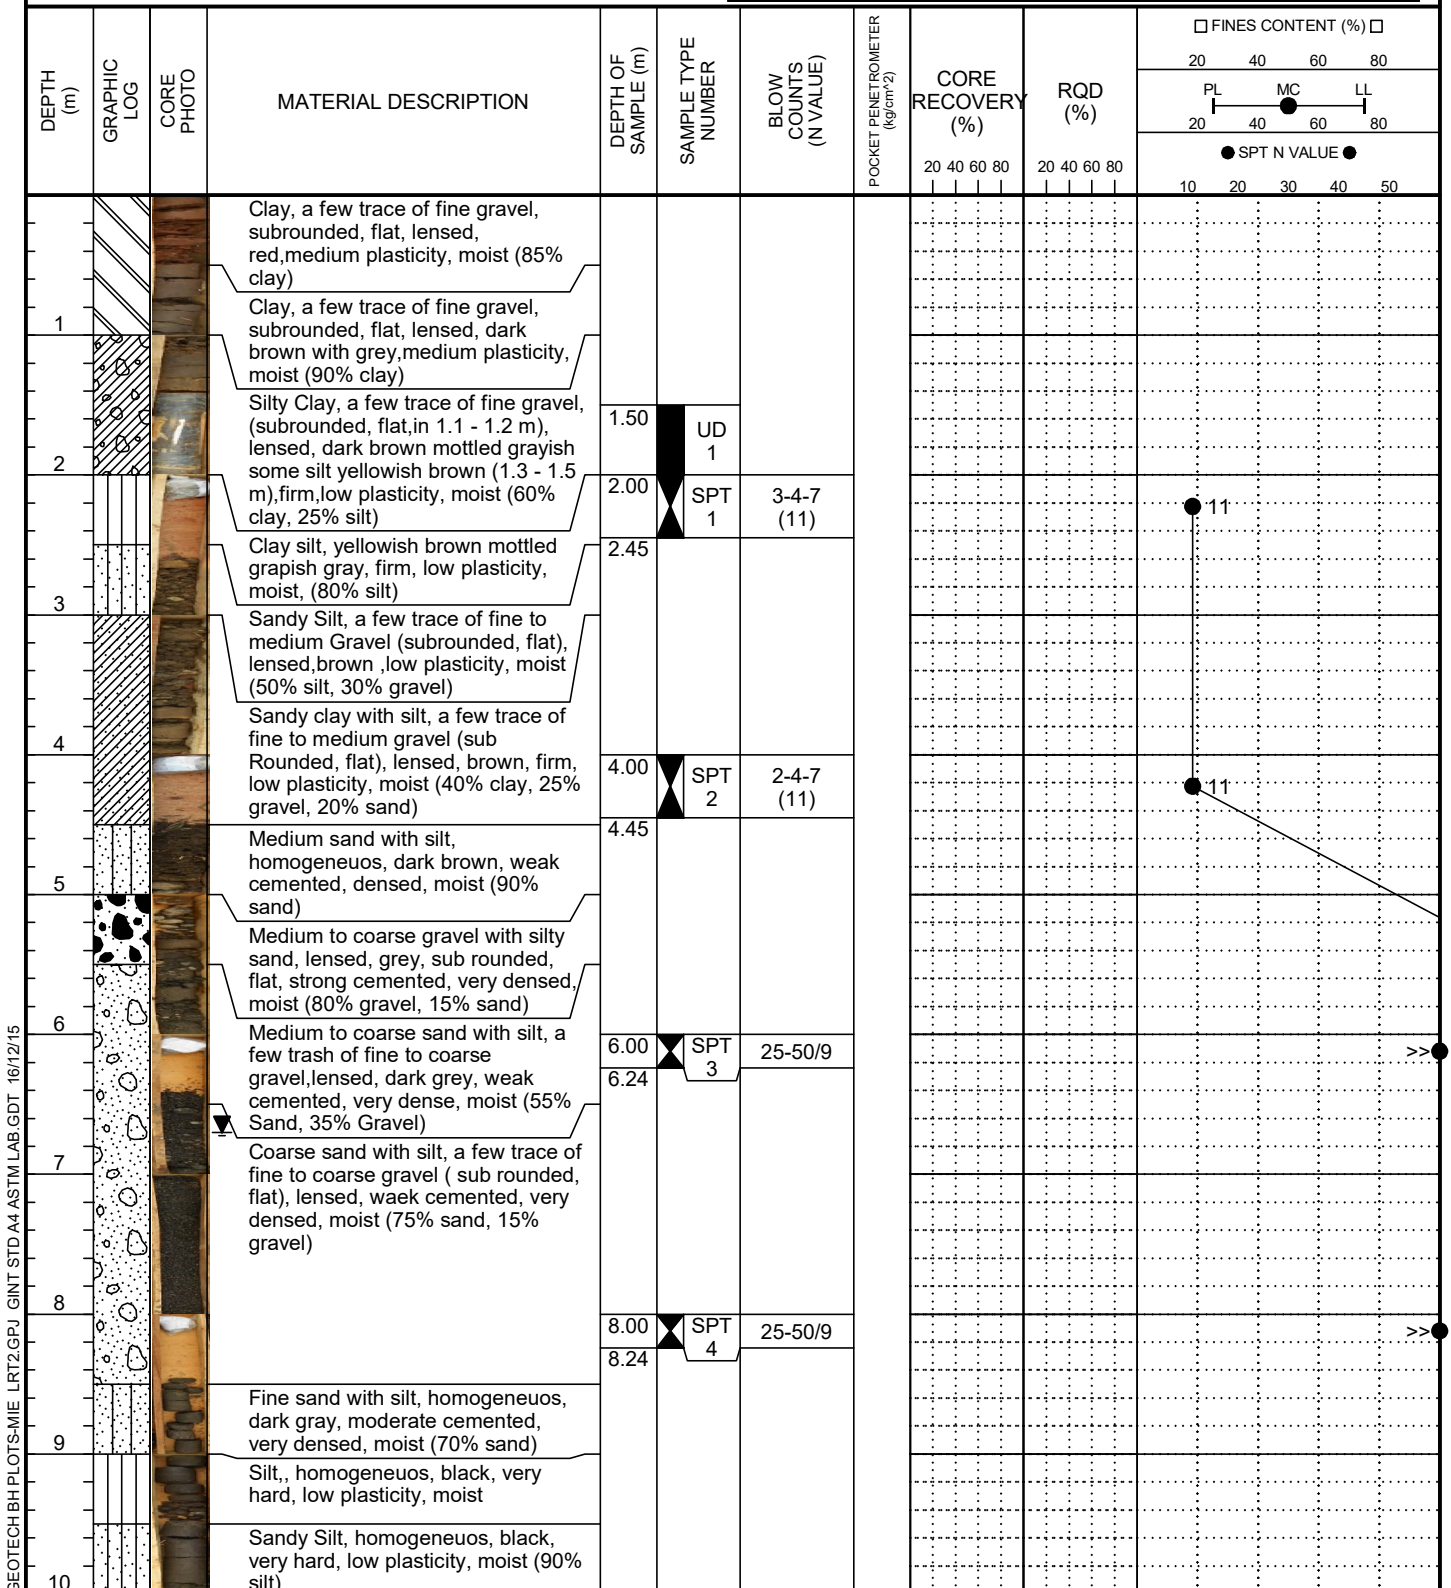 DEPTH
(m)
GRAPHIC
LOG
CORE
PHOTO
MATERIAL DESCRIPTION
DEPTH OF
SAMPLE (m)
SAMPLE TYPE
NUMBER
BLOW
COUNTS
(N VALUE)
POCKET PENETROMETER
(kg/cm^2)
CORE
RECOVERY
(%)
20 40 60 80
RQD
(%)
20 40 60 80
FINES CONTENT (%)
20 40 60 80
PL MC LL
20 40 60 80
SPT N VALUE
10 20 30 40 50
Clay, a few trace of fine gravel,
subrounded, flat, lensed,
red,medium plasticity, moist (85%
clay)
1
Clay, a few trace of fine gravel,
subrounded, flat, lensed, dark
brown with grey,medium plasticity,
moist (90% clay)
Silty Clay, a few trace of fine gravel,
(subrounded, flat,in 1.1 - 1.2 m),
lensed, dark brown mottled grayish
some silt yellowish brown (1.3 - 1.5
m),firm,low plasticity, moist (60%
clay, 25% silt)
1.50
UD
1
2
2.00
SPT
1
3-4-7
(11)
11
2.45
Clay silt, yellowish brown mottled
grapish gray, firm, low plasticity,
moist, (80% silt)
3
Sandy Silt, a few trace of fine to
medium Gravel (subrounded, flat),
lensed,brown ,low plasticity, moist
(50% silt, 30% gravel)
Sandy clay with silt, a few trace of
fine to medium gravel (sub
Rounded, flat), lensed, brown, firm,
low plasticity, moist (40% clay, 25%
gravel, 20% sand)
4
4.00
SPT
2
2-4-7
(11)
11
4.45
Medium sand with silt,
homogeneuos, dark brown, weak
cemented, densed, moist (90%
sand)
5
Medium to coarse gravel with silty
sand, lensed, grey, sub rounded,
flat, strong cemented, very densed,
moist (80% gravel, 15% sand)
6
Medium to coarse sand with silt, a
few trash of fine to coarse
gravel,lensed, dark grey, weak
cemented, very dense, moist (55%
Sand, 35% Gravel)
6.00
SPT
3
25-50/9
>>
6.24
Coarse sand with silt, a few trace of
fine to coarse gravel ( sub rounded,
flat), lensed, waek cemented, very
densed, moist (75% sand, 15%
gravel)
7
8
8.00
SPT
4
25-50/9
>>
8.24
Fine sand with silt, homogeneuos,
dark gray, moderate cemented,
very densed, moist (70% sand)
9
Silt,, homogeneuos, black, very
hard, low plasticity, moist
Sandy Silt, homogeneuos, black,
very hard, low plasticity, moist (90%
silt)
10
GEOTECH BH PLOTS-MIE LRT2.GPJ GINT STD A4 ASTM LAB.GDT 16/12/15